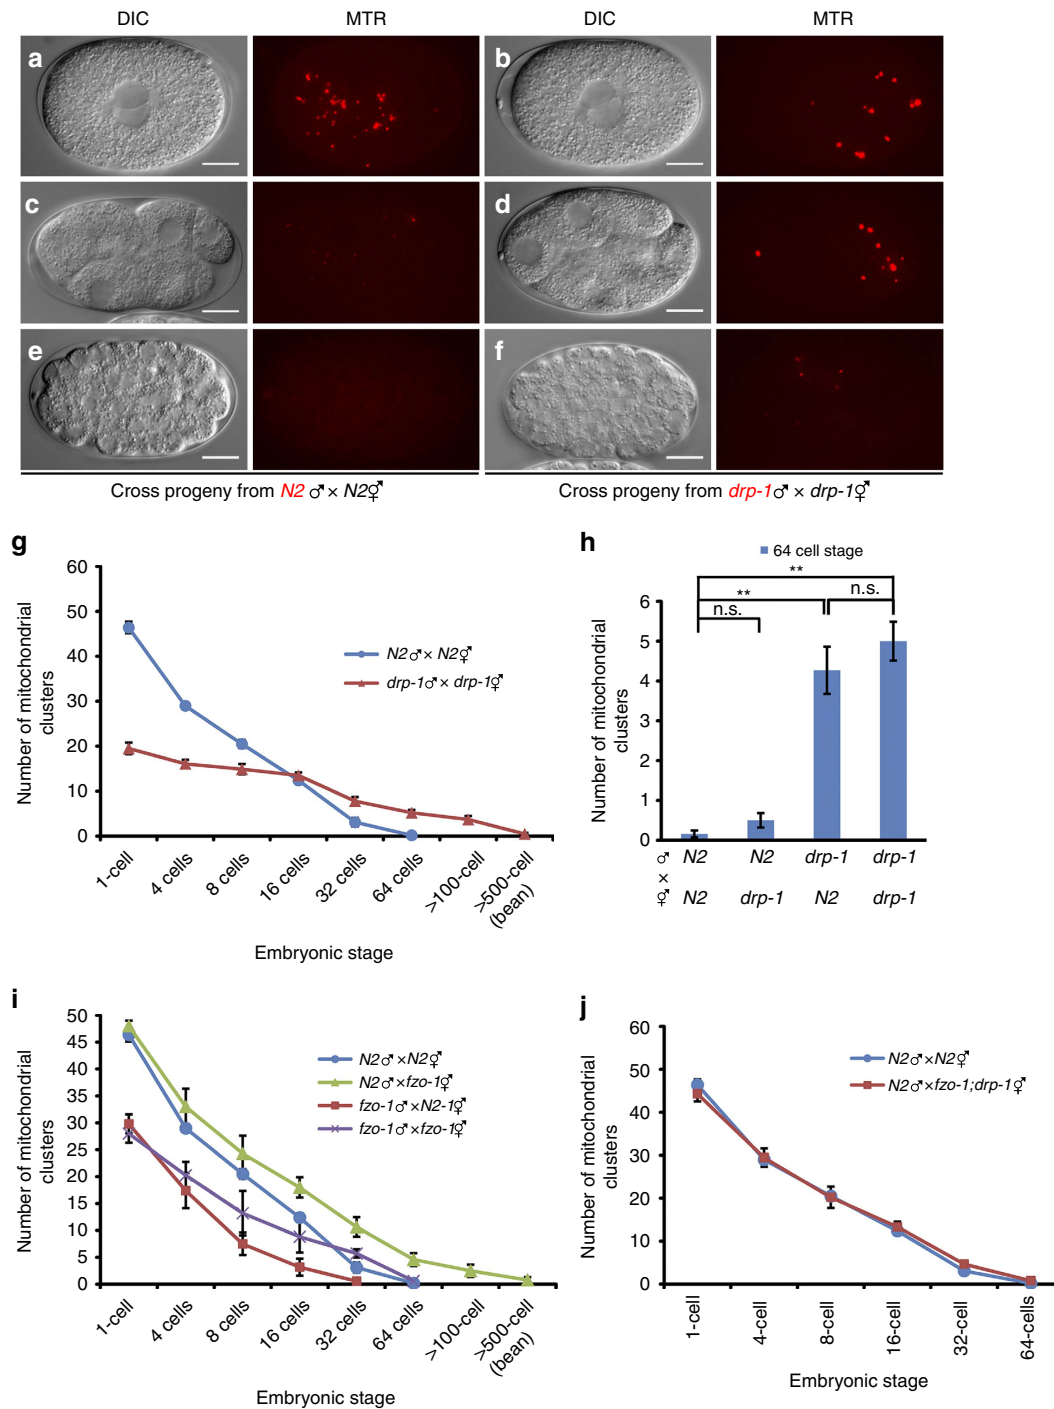 DIC MTR DIC MTR
a b
c d
e f
Cross progeny from N2 ♂ × N2⚥
Cross progeny from drp-1♂ × drp-1⚥
g
60
50
40
30
20
10
0
Number of mitochondrial
clusters
N2♂× N2⚥
drp-1♂ × drp-1⚥
1-cell
4 cells
8 cells
16 cells
32 cells
64 cells
>100-cell
>500-cell
(bean)
Embryonic stage
h
64 cell stage
**
** n.s.
n.s.
6
5
4
3
2
1
0
Number of mitochondrial
clusters
♂ N2 N2 drp-1 drp-1
×
⚥ N2 drp-1 N2 drp-1
i
50
45
40
35
30
25
20
15
10
5
0
Number of mitochondrial
clusters
N2♂×N2⚥
N2♂×fzo-1⚥
fzo-1♂×N2-1⚥
fzo-1♂×fzo-1⚥
1-cell
4 cells
8 cells
16 cells
32 cells
64 cells
>100-cell
>500-cell
(bean)
Embryonic stage
j
60
50
40
30
20
10
0
Number of mitochondrial
clusters
N2♂×N2⚥
N2♂×fzo-1;drp-1⚥
1-cell
4-cell
8-cell
16-cell
32-cell
64-cells
Embryonic stage